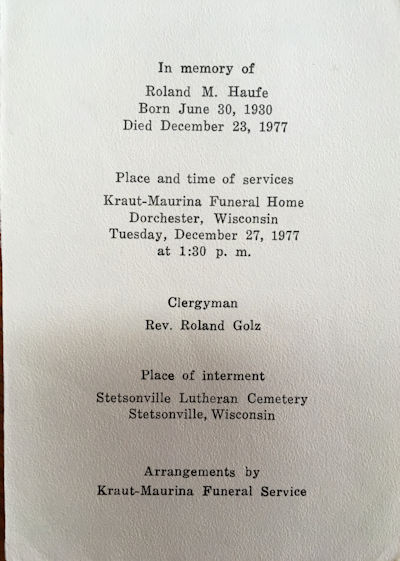 In memory of
Roland M. Haufe
Born June 30, 1930
Died December 23, 1977
Place and time of services
Kraut-Maurina Funeral Home
Dorchester, Wisconsin
Tuesday, December 27, 1977
at 1:30 p. m.
Clergyman
Rev. Roland Golz
Place of interment
Stetsonville Lutheran Cemetery
Stetsonville, Wisconsin
Arrangements by
Kraut-Maurina Funeral Service